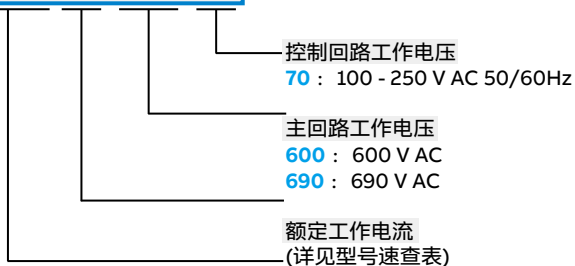 控制回路工作电压
70： 100 - 250 V AC 50/60Hz
主回路工作电压
600： 600 V AC
690： 690 V AC
额定工作电流
(详见型号速查表)